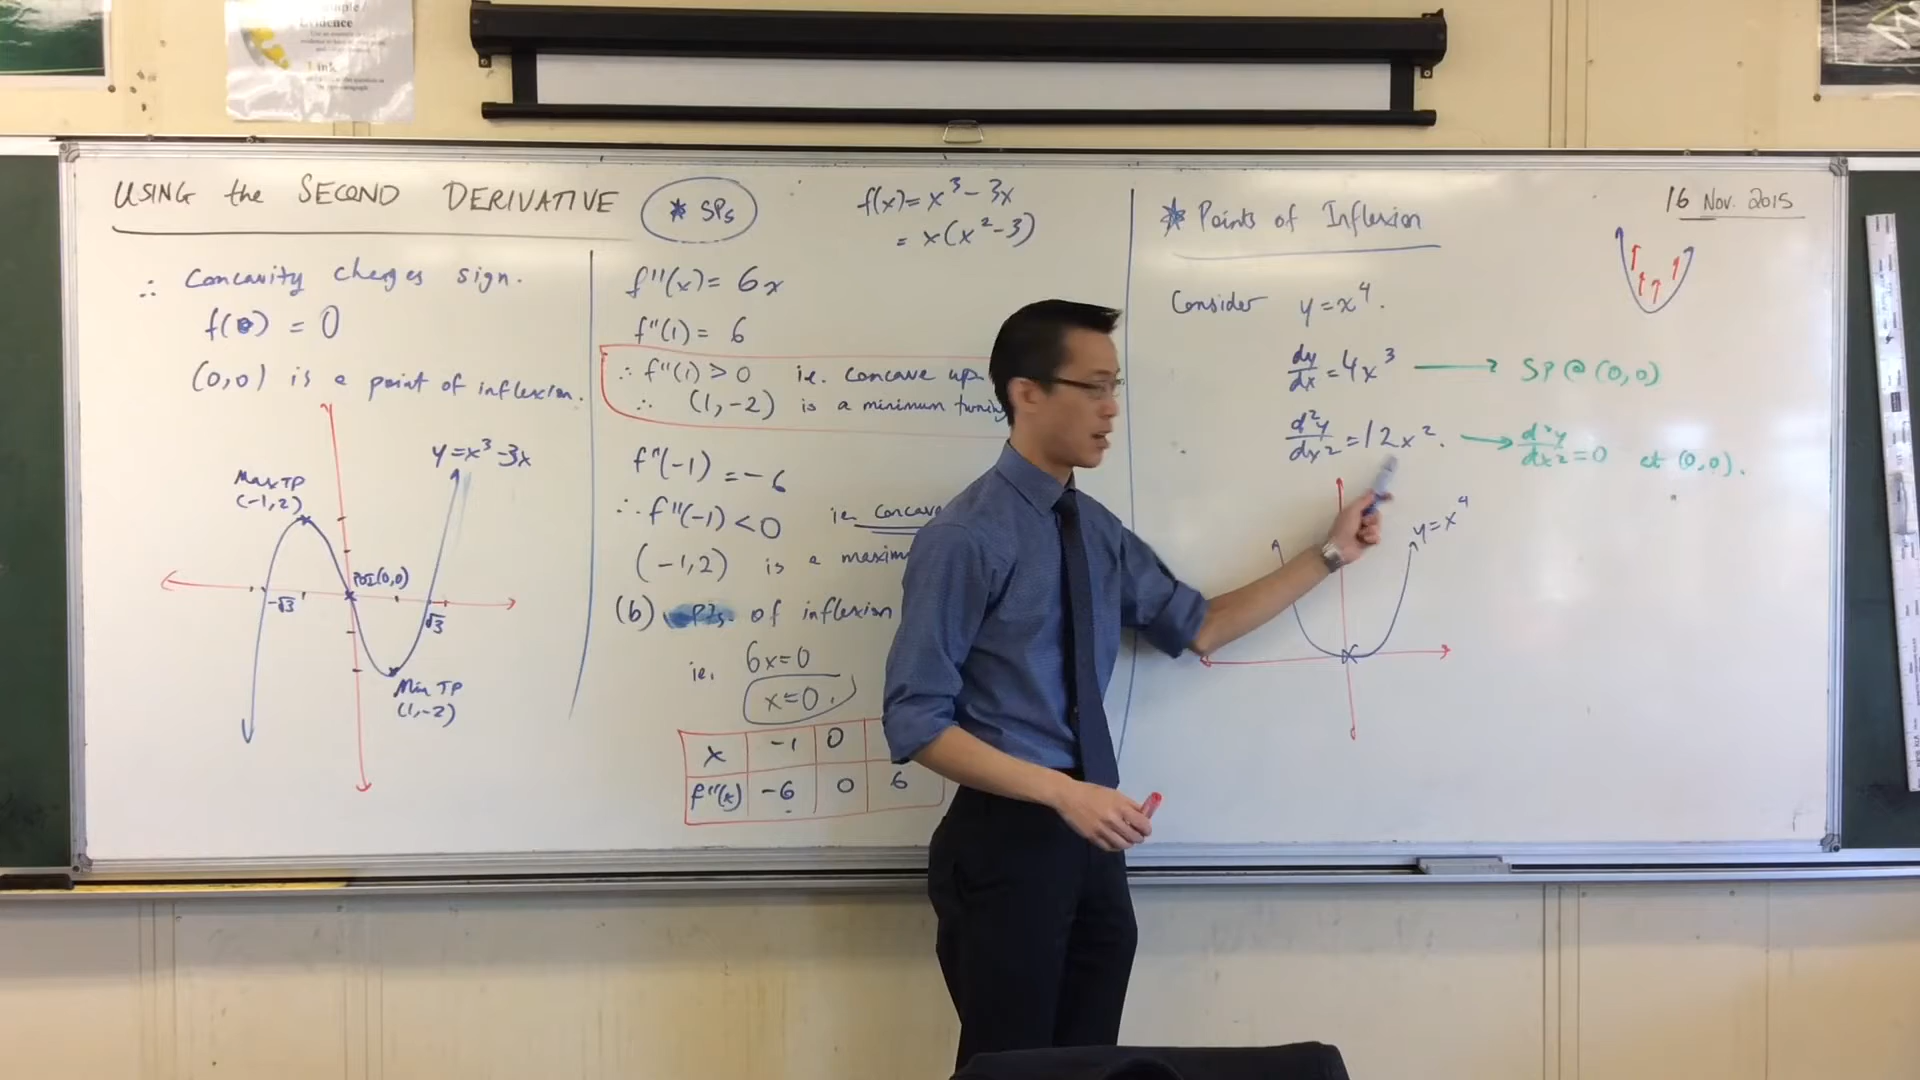 Evidence
Link
USING the SECOND DERIVATIVE
* SPs
∴ Concavity changes sign.
f(0) = 0
(0,0) is a point of inflexion.
y=x³-3x
Max TP
(-1,2)
POI (0,0)
-√3
√3
Min TP
(1,-2)
f(x)= x³-3x
= x(x²-3)
f''(x)= 6x
f''(1)= 6
∴ f''(1) > 0 ie. concave up
∴ (1,-2) is a minimum turning
f''(-1) = -6
∴ f''(-1) < 0 ie. concave
(-1,2) is a
(b) Pts. of inflexion
ie. 6x=0
x=0.
x -1 0
f''(x) -6 0 6
* Points of Inflexion
16 Nov. 2015
Consider y=x⁴.
dy/dx = 4x³ → SP @ (0,0)
d²y/dx² = 12x². → d²y/dx² = 0 at (0,0).
y=x⁴